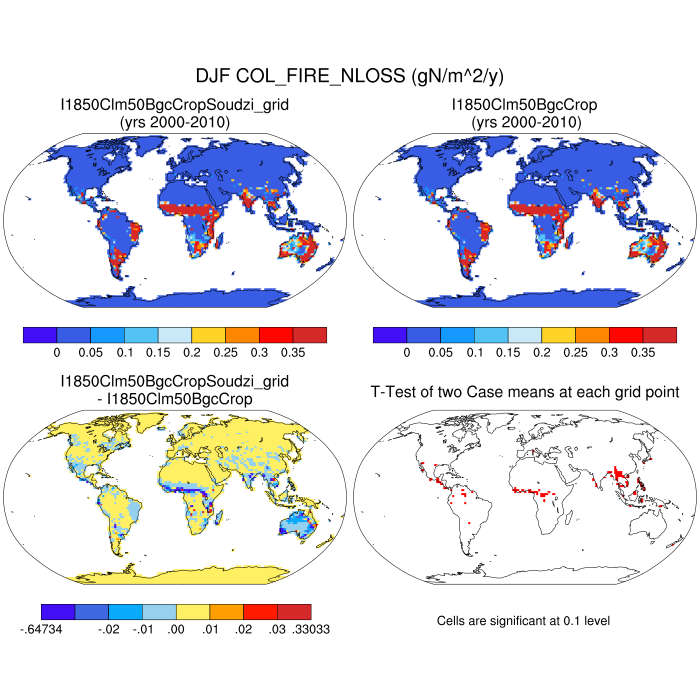 DJF COL_FIRE_NLOSS (gN/m^2/y)
I1850Clm50BgcCropSoudzi_grid
(yrs 2000-2010)
I1850Clm50BgcCrop
(yrs 2000-2010)
0 0.05 0.1 0.15 0.2 0.25 0.3 0.35
0 0.05 0.1 0.15 0.2 0.25 0.3 0.35
I1850Clm50BgcCropSoudzi_grid
- I1850Clm50BgcCrop
T-Test of two Case means at each grid point
-.64734 -.02 -.01 .00 .01 .02 .03 .33033
Cells are significant at 0.1 level